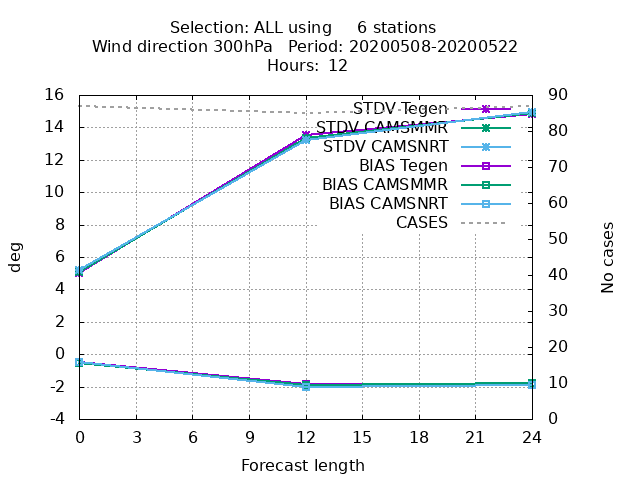 Selection: ALL using     6 stations
Wind direction 300hPa   Period: 20200508-20200522
Hours: 12
16
14
12
10
8
6
4
2
0
-2
-4
deg
STDV Tegen
STDV CAMSMMR
STDV CAMSNRT
BIAS Tegen
BIAS CAMSMMR
BIAS CAMSNRT
CASES
90
80
70
60
50
40
30
20
10
0
No cases
0 3 6 9 12 15 18 21 24
Forecast length